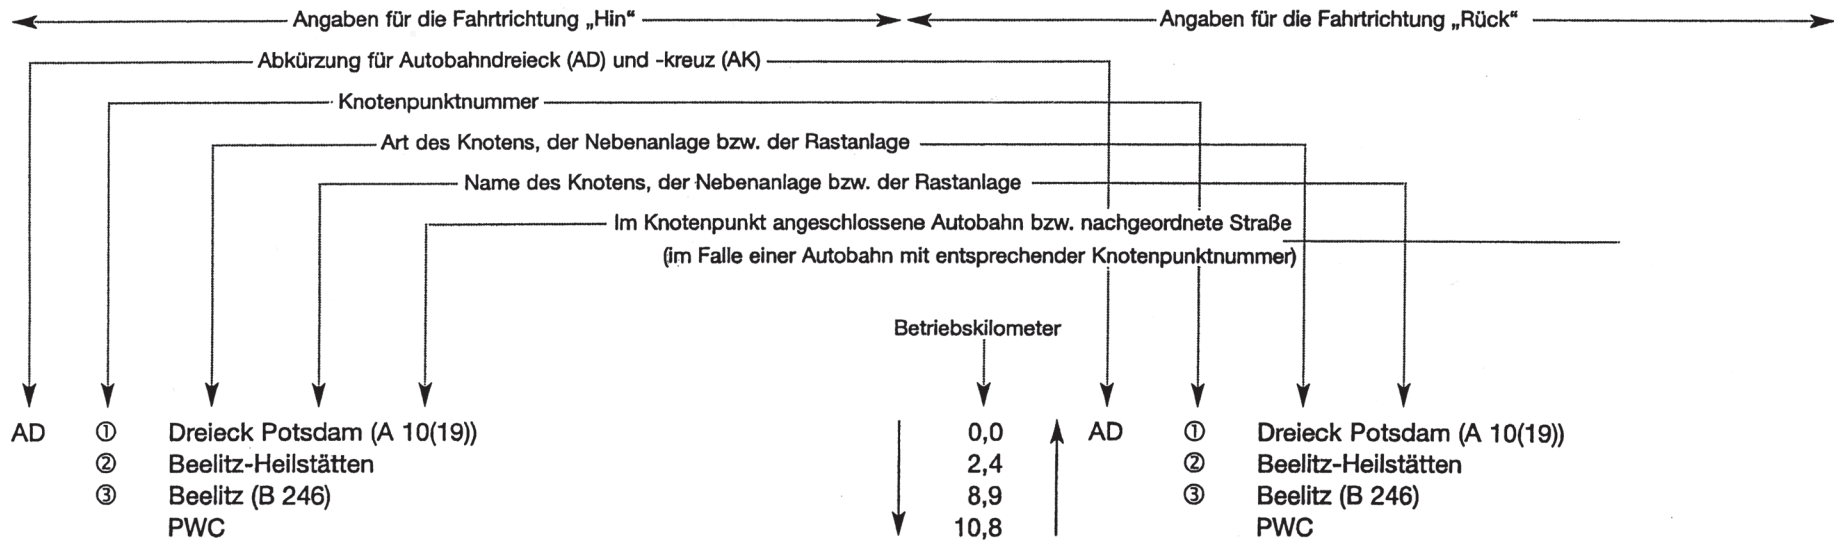 Angaben für die Fahrtrichtung „Hin“ Angaben für die Fahrtrichtung „Rück“
Abkürzung für Autobahndreieck (AD) und -kreuz (AK)
Knotenpunktnummer
Art des Knotens, der Nebenanlage bzw. der Rastanlage
Name des Knotens, der Nebenanlage bzw. der Rastanlage
Im Knotenpunkt angeschlossene Autobahn bzw. nachgeordnete Straße
(im Falle einer Autobahn mit entsprechender Knotenpunktnummer)
Betriebskilometer
AD ① Dreieck Potsdam (A 10(19)) 0,0 AD ① Dreieck Potsdam (A 10(19))
② Beelitz-Heilstätten 2,4 ② Beelitz-Heilstätten
③ Beelitz (B 246) 8,9 ③ Beelitz (B 246)
PWC 10,8 PWC